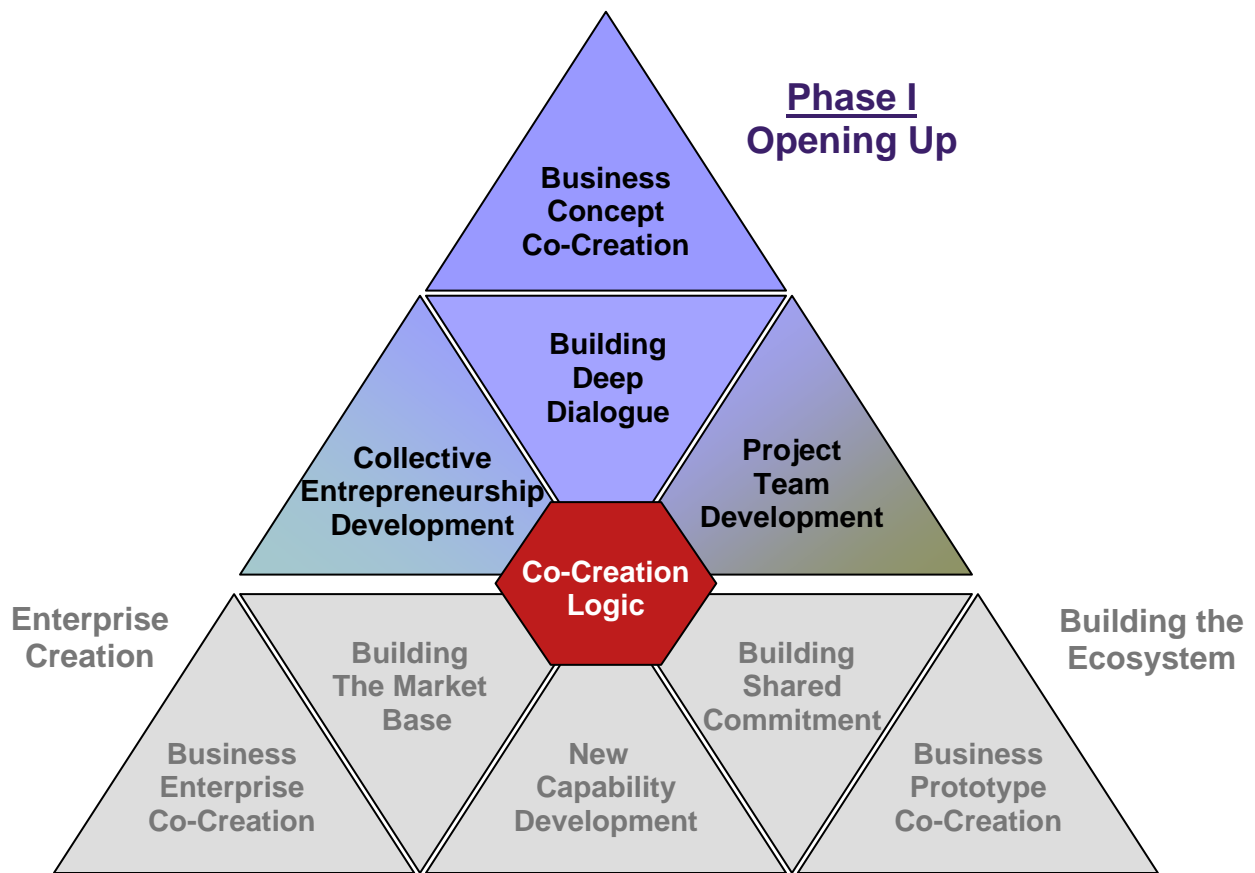 Phase I
Opening Up
Business
Concept
Co-Creation
Building
Deep
Dialogue
Collective
Entrepreneurship
Development
Project
Team
Development
Co-Creation
Logic
Enterprise
Creation
Building the
Ecosystem
Building
The Market
Base
Building
Shared
Commitment
Business
Enterprise
Co-Creation
New
Capability
Development
Business
Prototype
Co-Creation